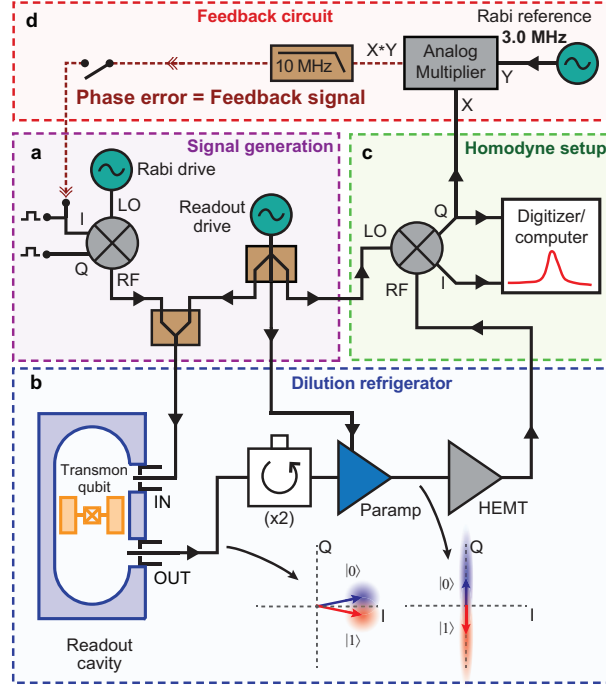 d
Feedback circuit
Rabi reference
3.0 MHz
X*Y
10 MHz
Analog
Multiplier
Y
X
Phase error = Feedback signal
a
Signal generation
Rabi drive
LO
I
Q
RF
Readout
drive
c
Homodyne setup
LO
Q
I
RF
Digitizer/
computer
b
Dilution refrigerator
Transmon
qubit
IN
OUT
Readout
cavity
(x2)
Paramp
HEMT
Q
|0⟩
I
|1⟩
Q
|0⟩
I
|1⟩